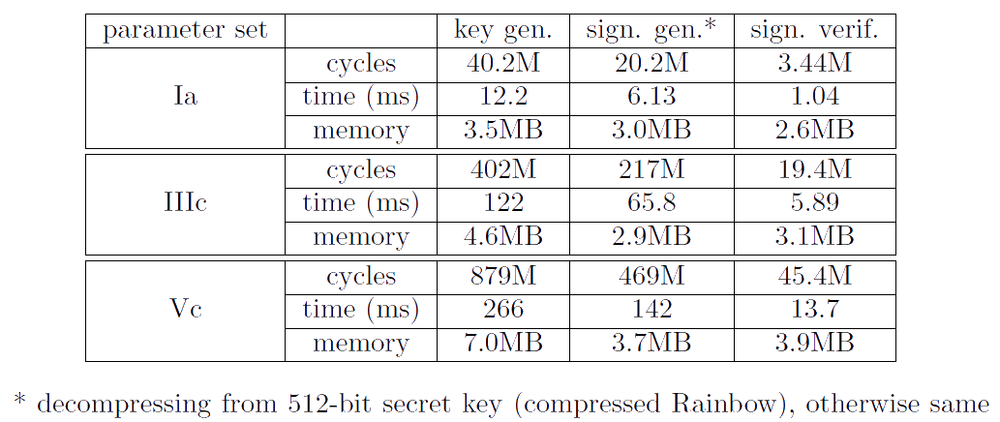 parameter set key gen. sign. gen.* sign. verif.
cycles 40.2M 20.2M 3.44M
Ia time (ms) 12.2 6.13 1.04
memory 3.5MB 3.0MB 2.6MB
cycles 402M 217M 19.4M
IIIc time (ms) 122 65.8 5.89
memory 4.6MB 2.9MB 3.1MB
cycles 879M 469M 45.4M
Vc time (ms) 266 142 13.7
memory 7.0MB 3.7MB 3.9MB
* decompressing from 512-bit secret key (compressed Rainbow), otherwise same